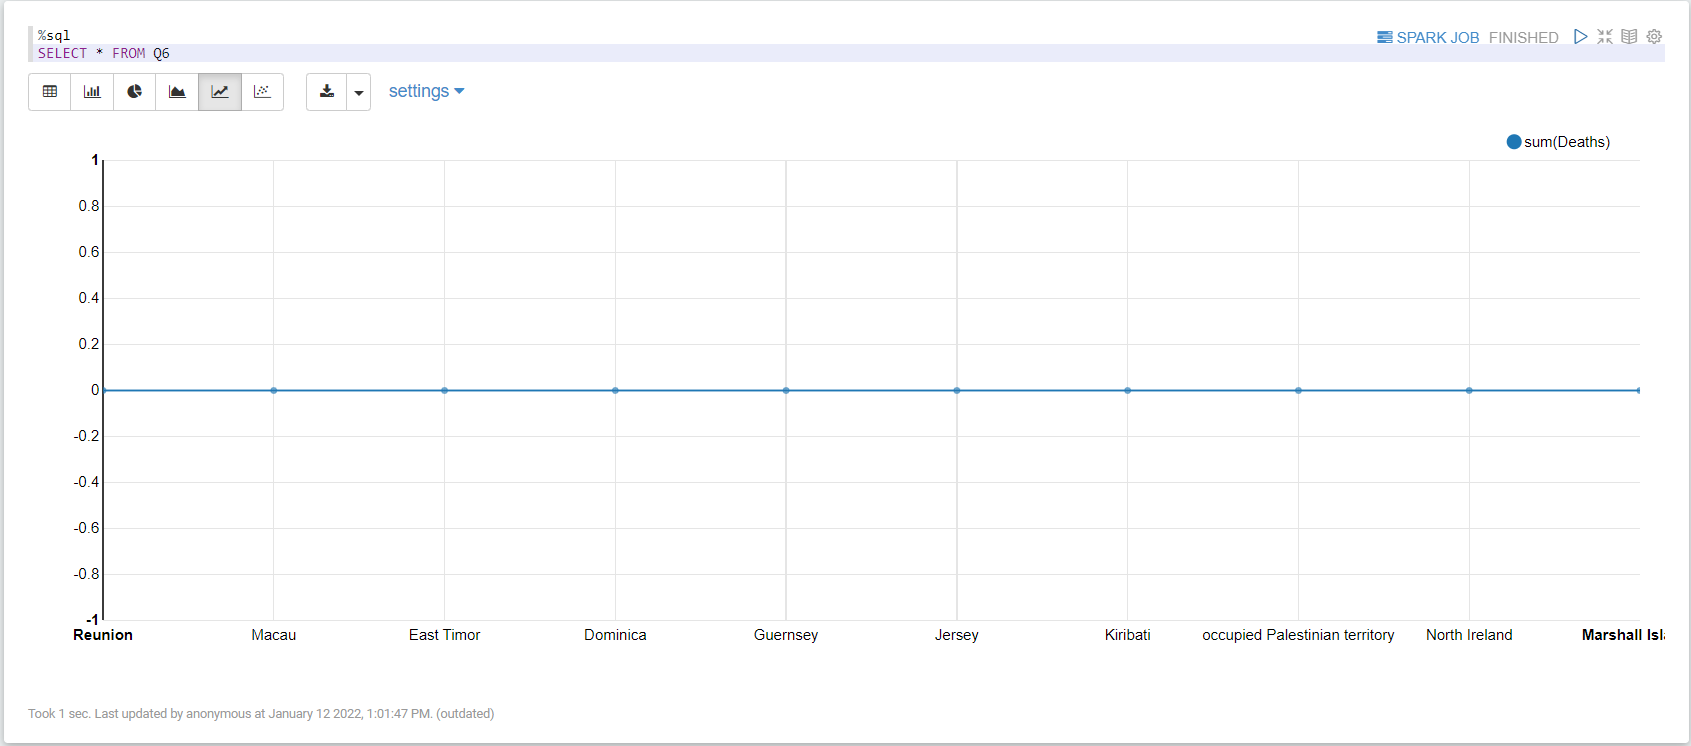 %sql
SPARK JOB FINISHED
SELECT * FROM Q6
settings
sum(Deaths)
1
0.8
0.6
0.4
0.2
0
-0.2
-0.4
-0.6
-0.8
-1
Reunion Macau East Timor Dominica Guernsey Jersey Kiribati occupied Palestinian territory North Ireland Marshall Isl
Took 1 sec. Last updated by anonymous at January 12 2022, 1:01:47 PM. (outdated)